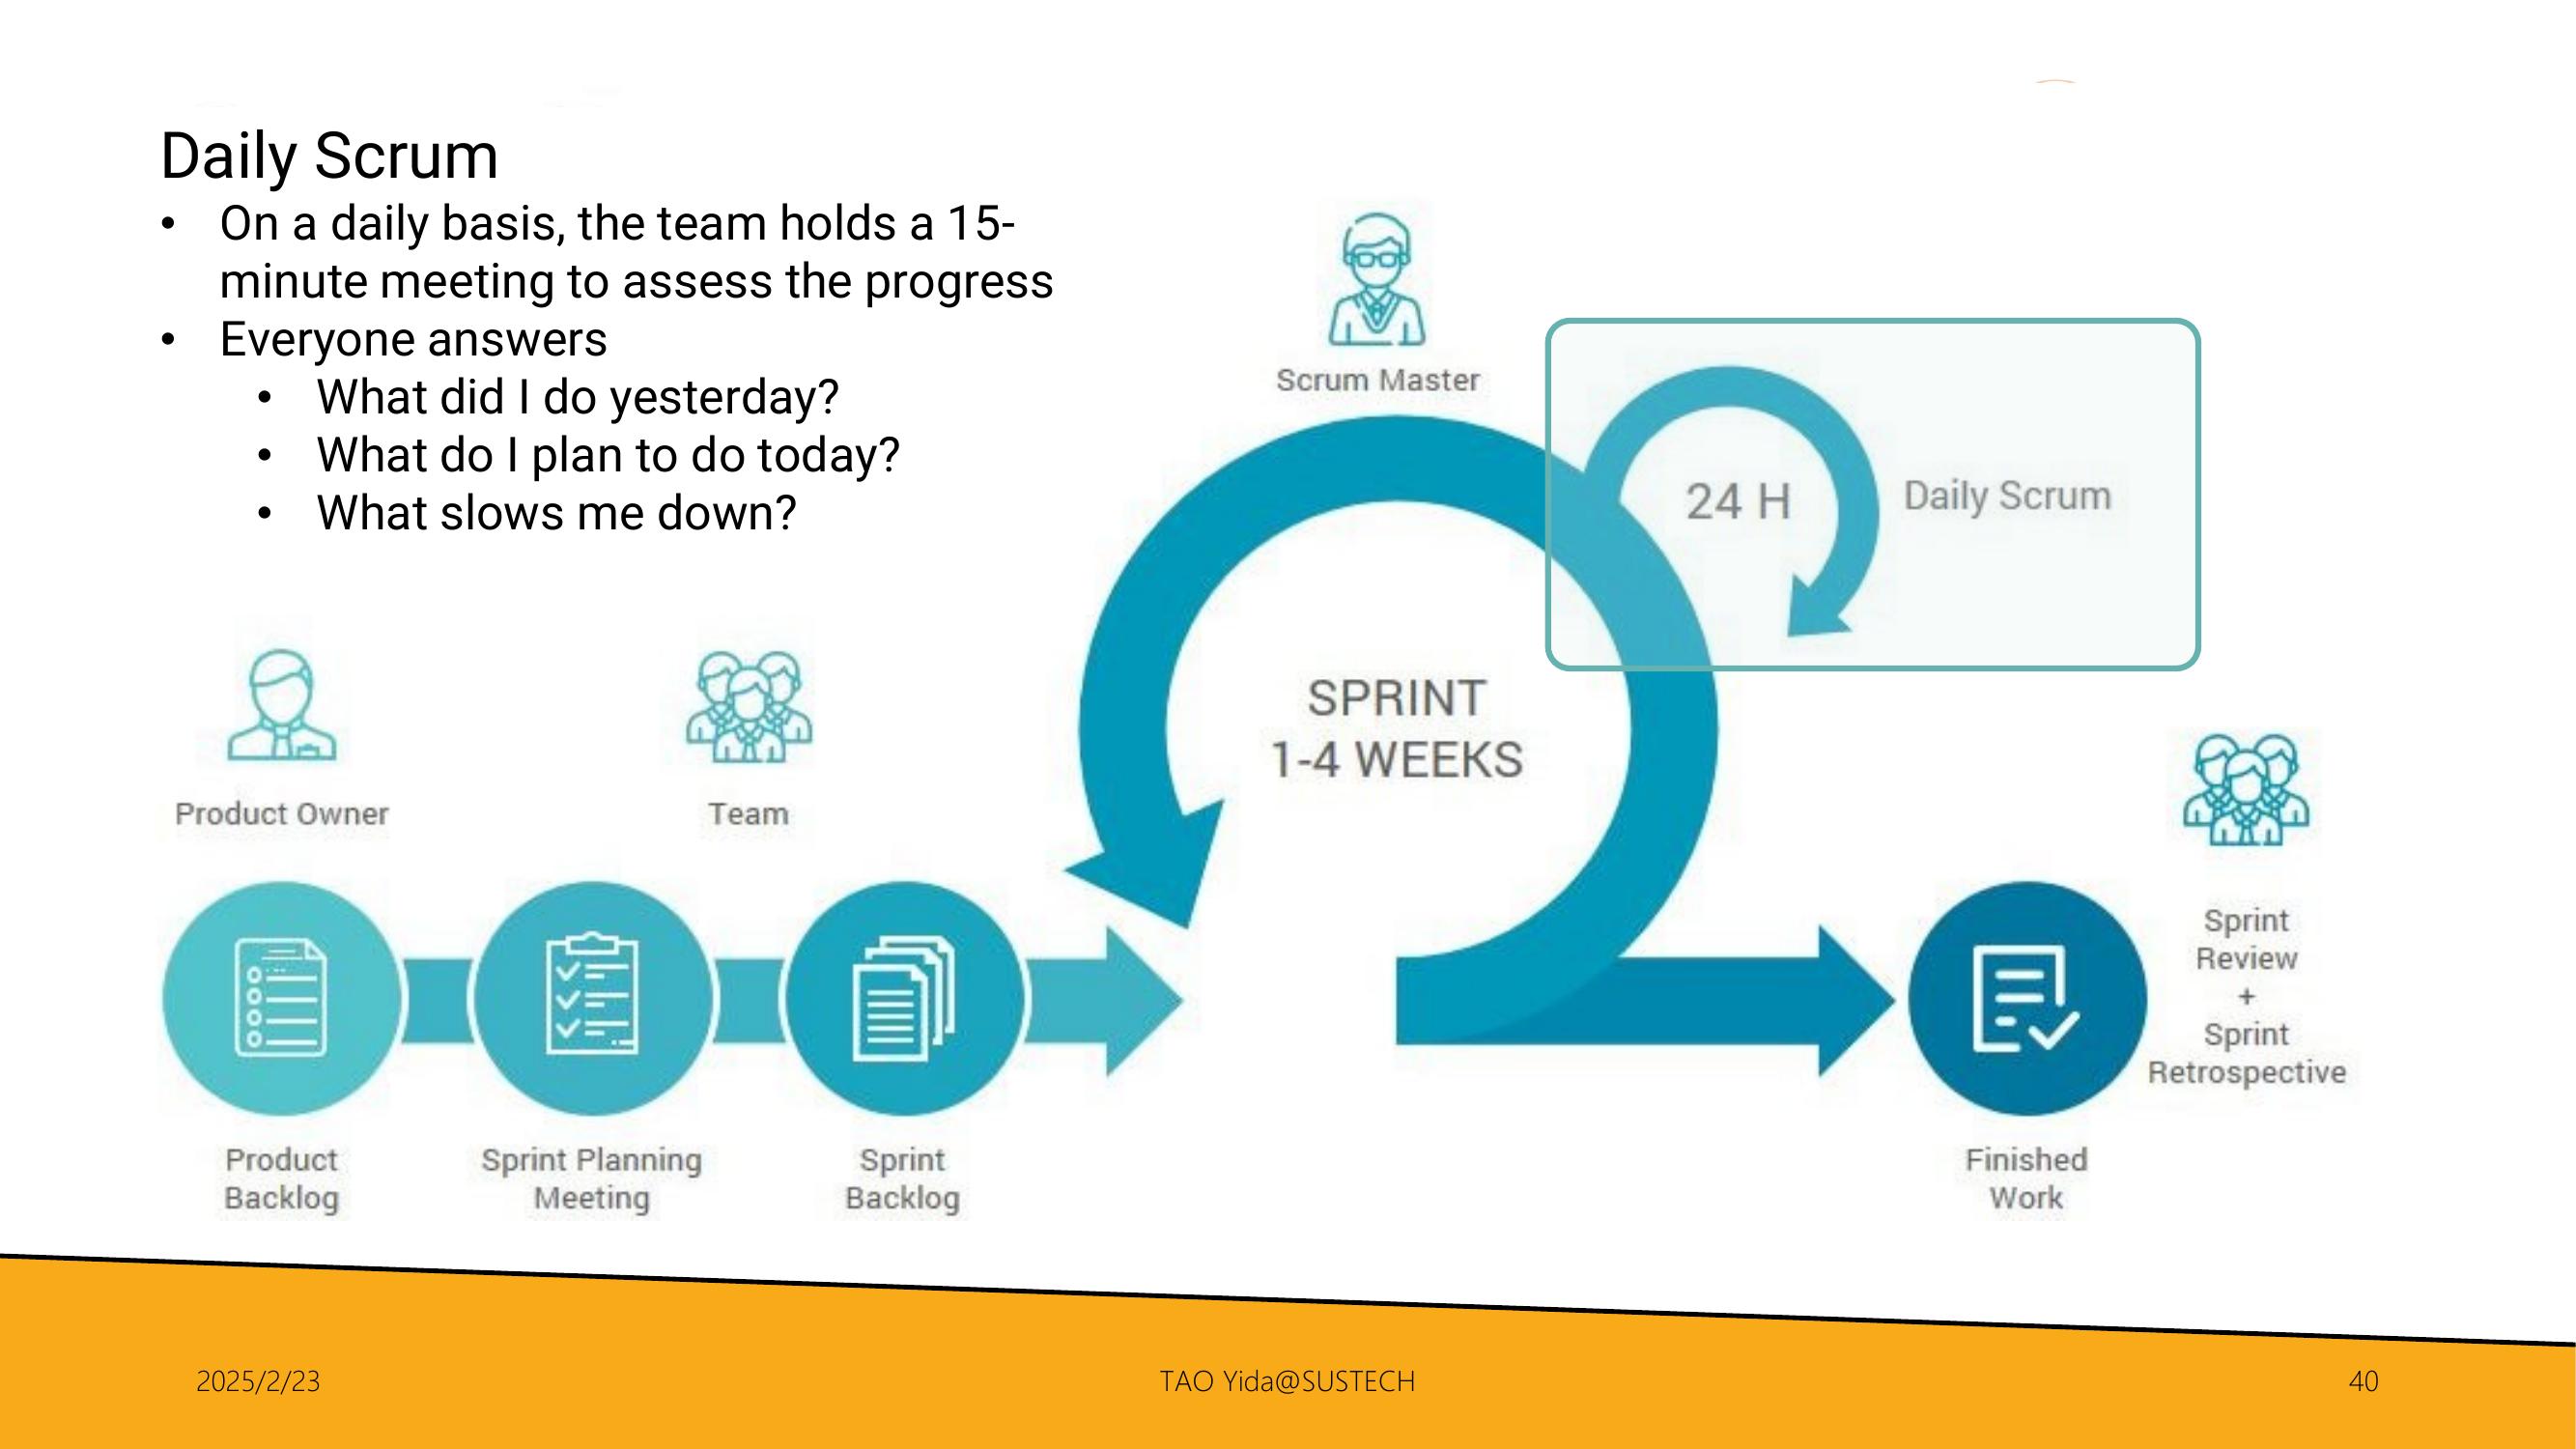 Daily Scrum
• On a daily basis, the team holds a 15-
minute meeting to assess the progress
• Everyone answers
• What did I do yesterday?
• What do I plan to do today?
• What slows me down?
Scrum Master
24 H
Daily Scrum
SPRINT
1-4 WEEKS
Product Owner
Team
Sprint
Review
+
Sprint
Retrospective
Product
Backlog
Sprint Planning
Meeting
Sprint
Backlog
Finished
Work
2025/2/23
TAO Yida@SUSTECH
40